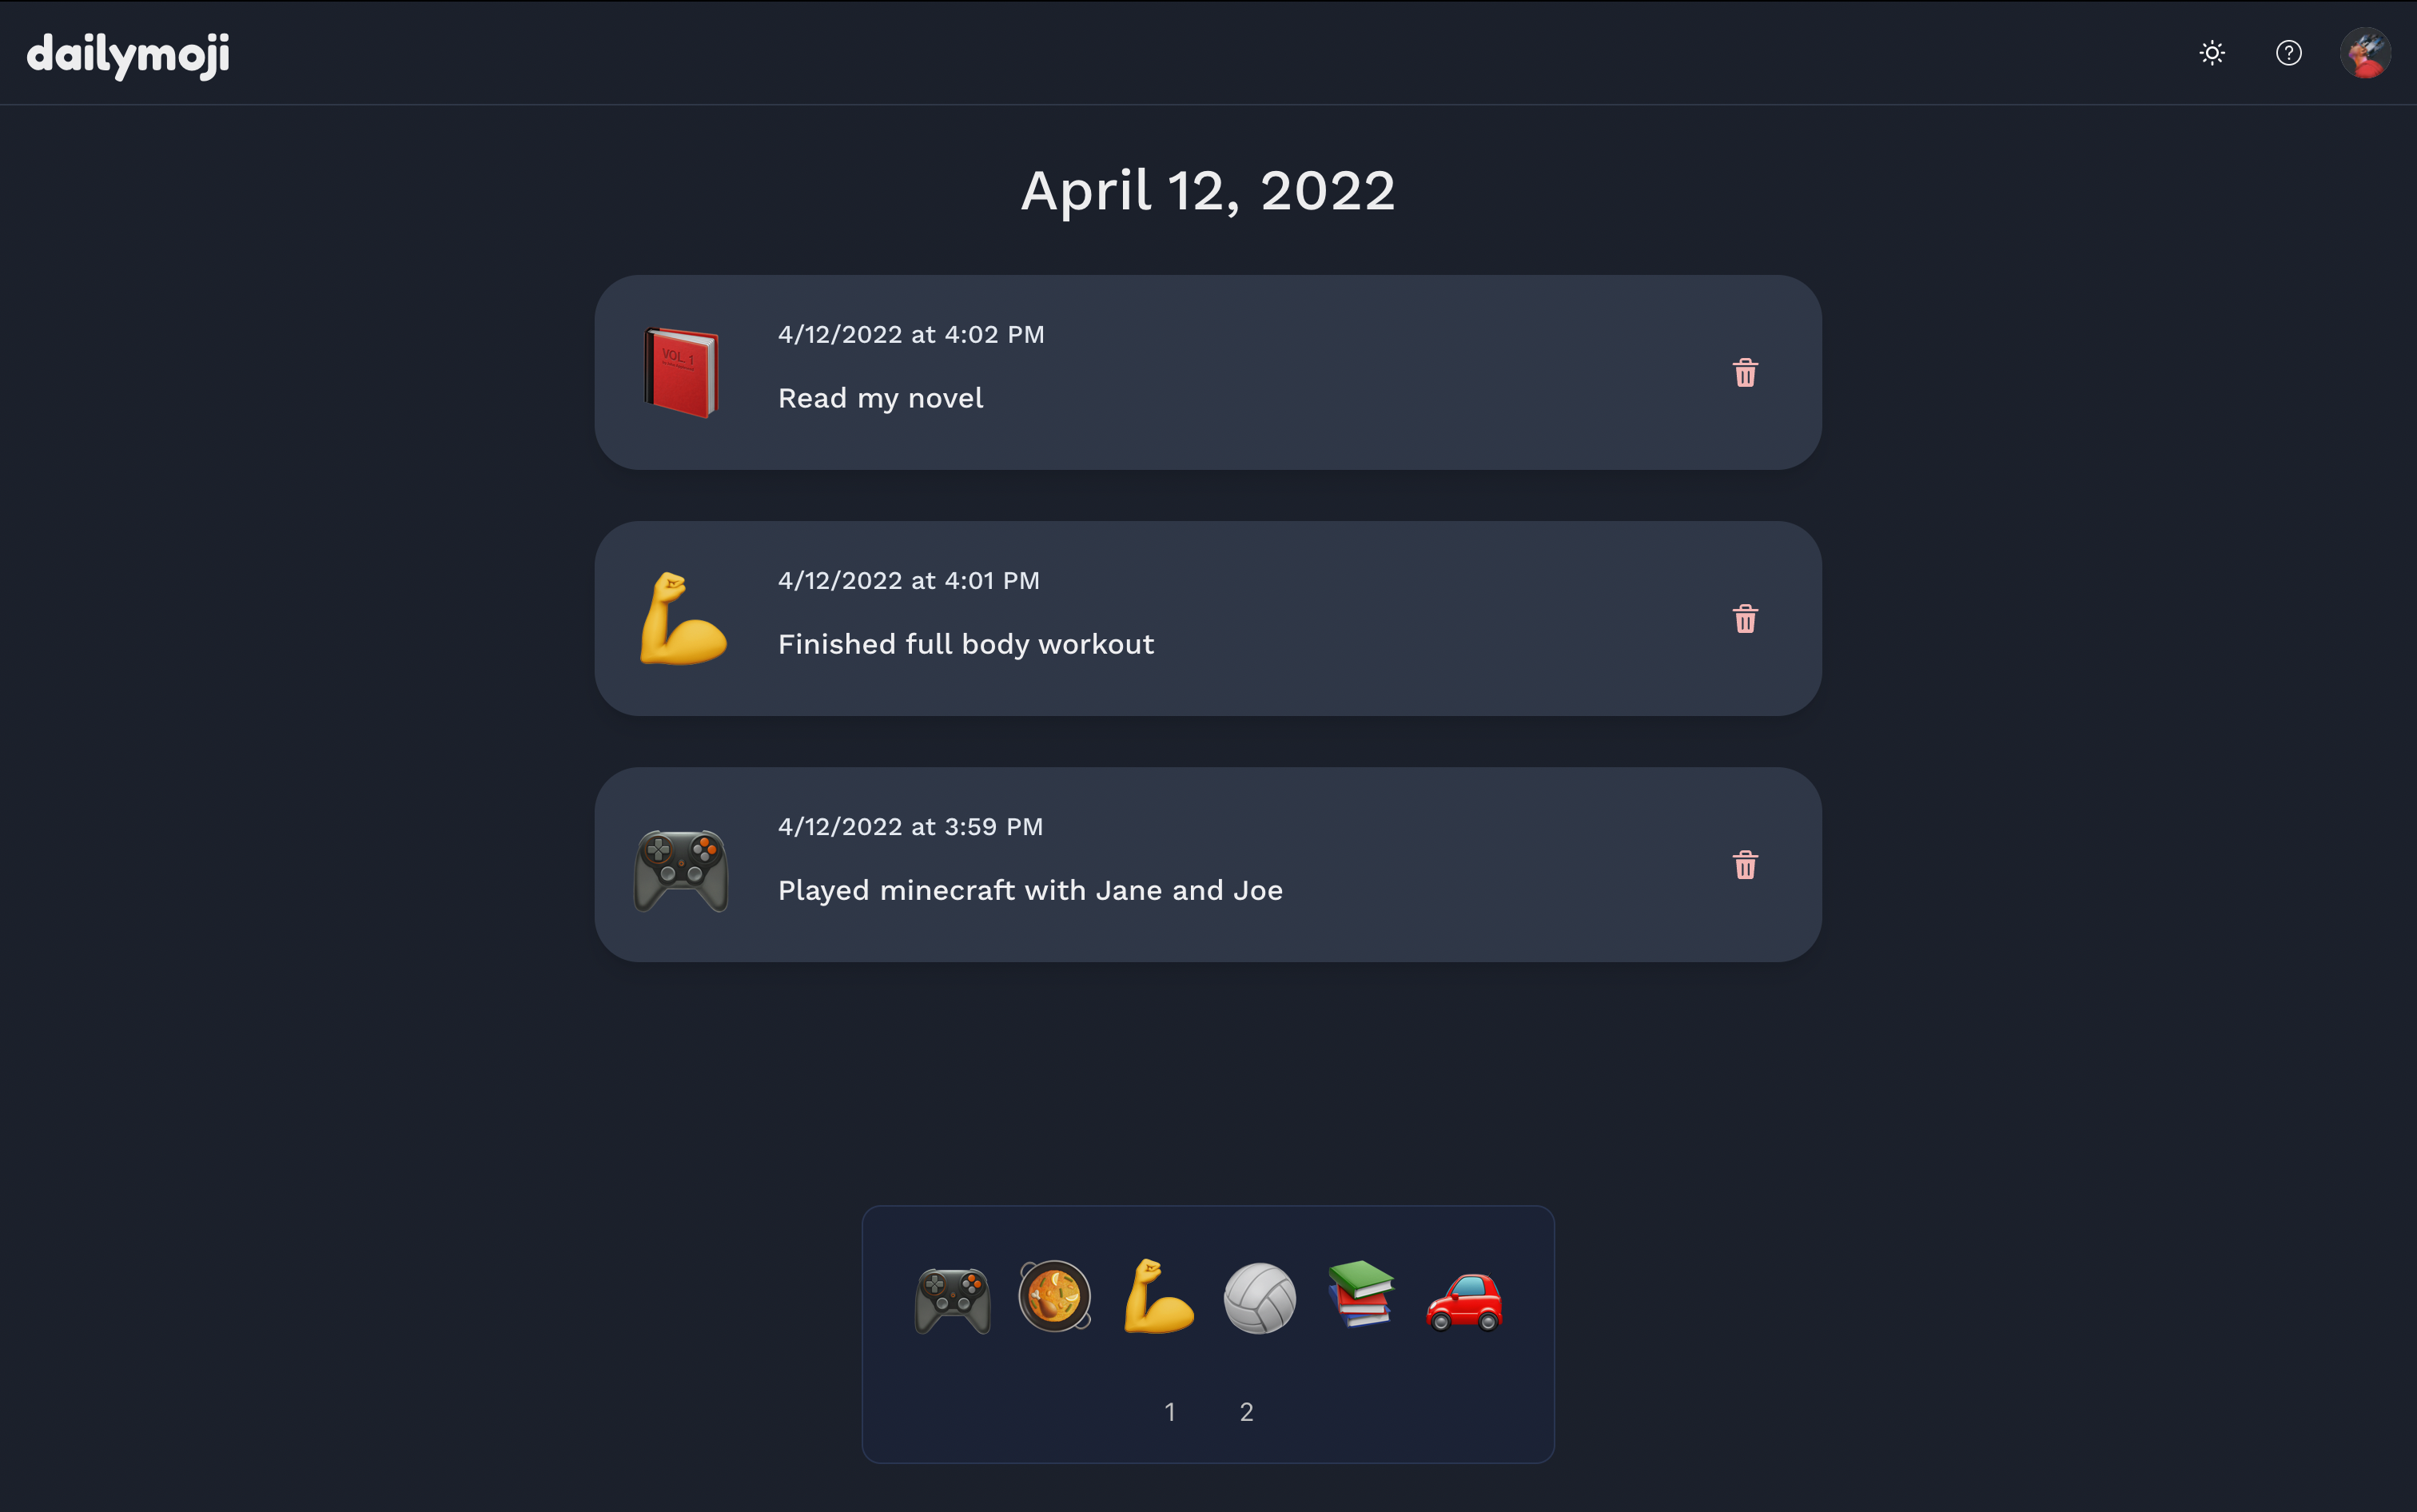 dailymoji
?
April 12, 2022
4/12/2022 at 4:02 PM
VOL. 1
Read my novel
4/12/2022 at 4:01 PM
Finished full body workout
4/12/2022 at 3:59 PM
Played minecraft with Jane and Joe
1 2